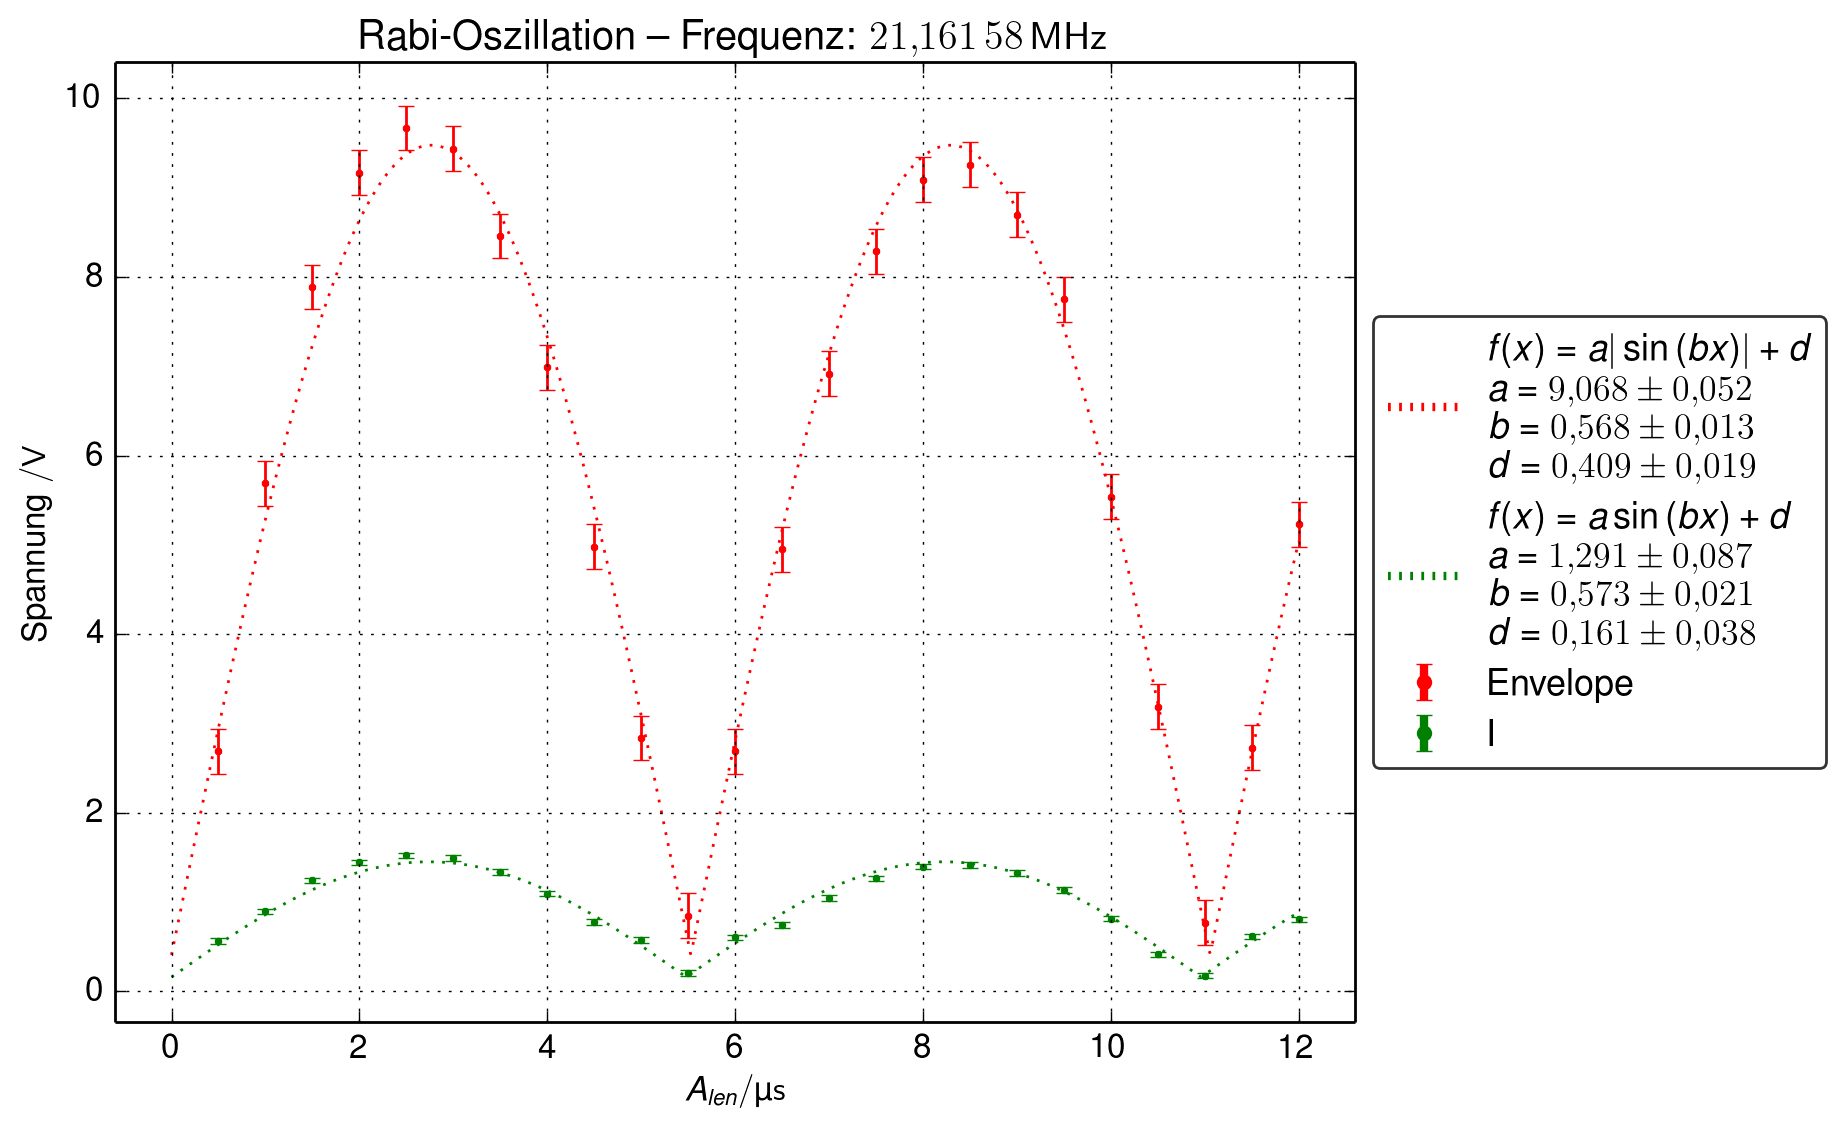 Rabi-Oszillation – Frequenz: 21,161 58 MHz
10
8
6
4
2
0
Spannung /V
0 2 4 6 8 10 12
A_len/µs
f(x) = a| sin (bx)| + d
a = 9,068 ± 0,052
b = 0,568 ± 0,013
d = 0,409 ± 0,019
f(x) = a sin (bx) + d
a = 1,291 ± 0,087
b = 0,573 ± 0,021
d = 0,161 ± 0,038
Envelope
I